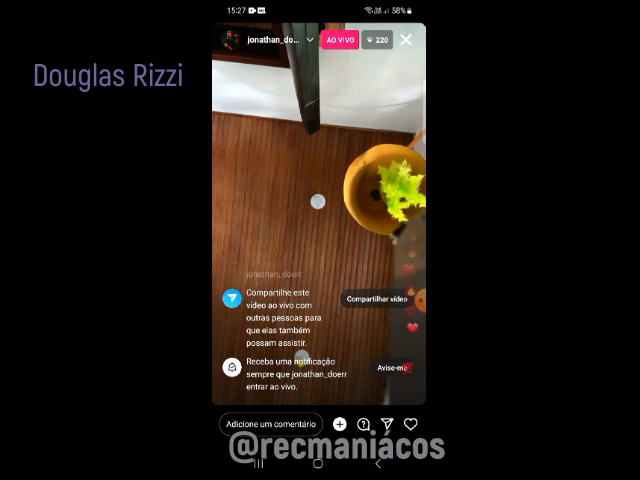 15:27
58%
jonathan_do...
AO VIVO
220
Douglas Rizzi
jonathan_doerr
Compartilhe este
vídeo ao vivo com
outras pessoas para
que elas também
possam assistir.
Compartilhar vídeo
Receba uma notificação
sempre que jonathan_doerr
entrar ao vivo.
Avise-me
Adicione um comentário
@recmaniácos